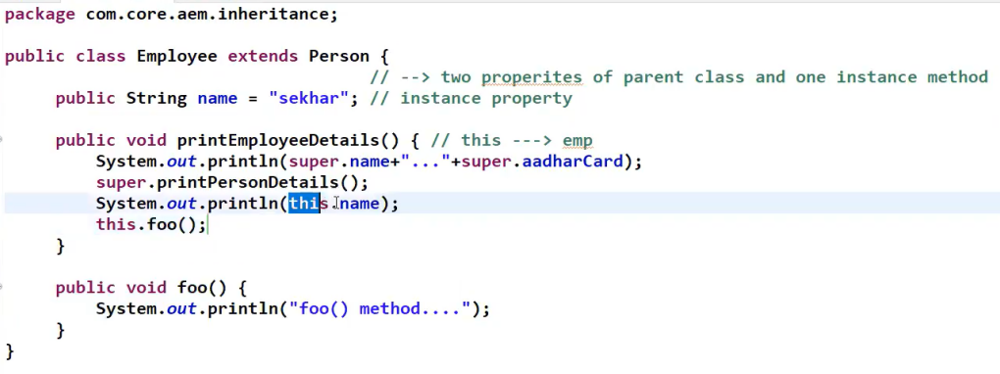 package com.core.aem.inheritance;
public class Employee extends Person {
// --> two properites of parent class and one instance method
public String name = "sekhar"; // instance property
public void printEmployeeDetails() { // this ---> emp
System.out.println(super.name+"..."+super.aadharCard);
super.printPersonDetails();
System.out.println(this.name);
this.foo();
}
public void foo() {
System.out.println("foo() method....");
}
}